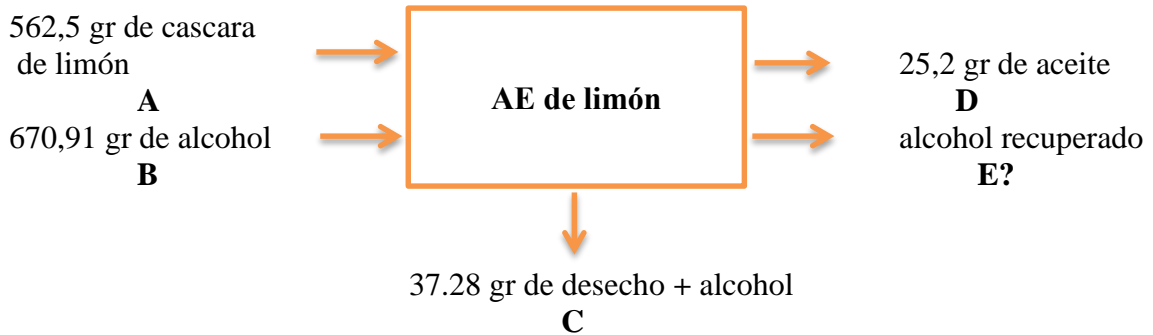 562,5 gr de cascara
de limón
A
670,91 gr de alcohol
B
AE de limón
25,2 gr de aceite
D
alcohol recuperado
E?
37.28 gr de desecho + alcohol
C